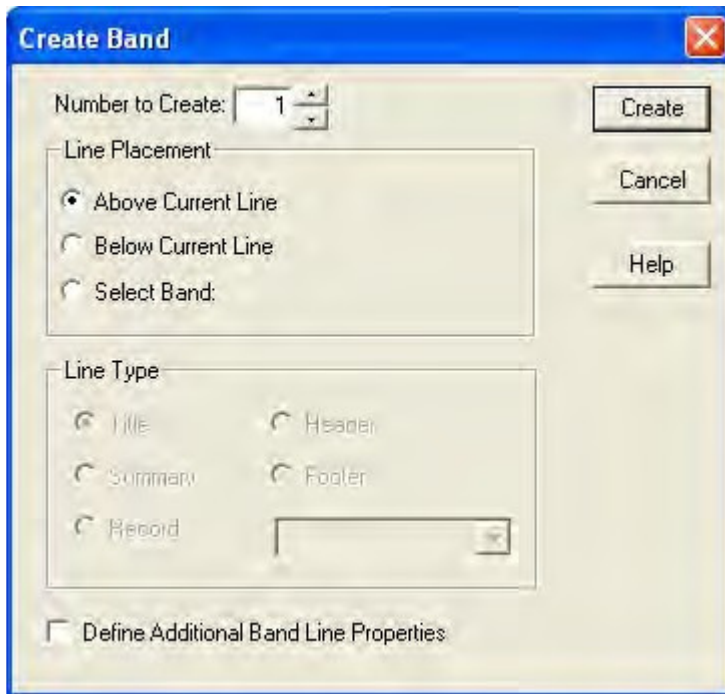 Create Band
Number to Create: 1
Create
Line Placement
Above Current Line
Cancel
Below Current Line
Help
Select Band:
Line Type
Title
Header
Summary
Footer
Record
Define Additional Band Line Properties